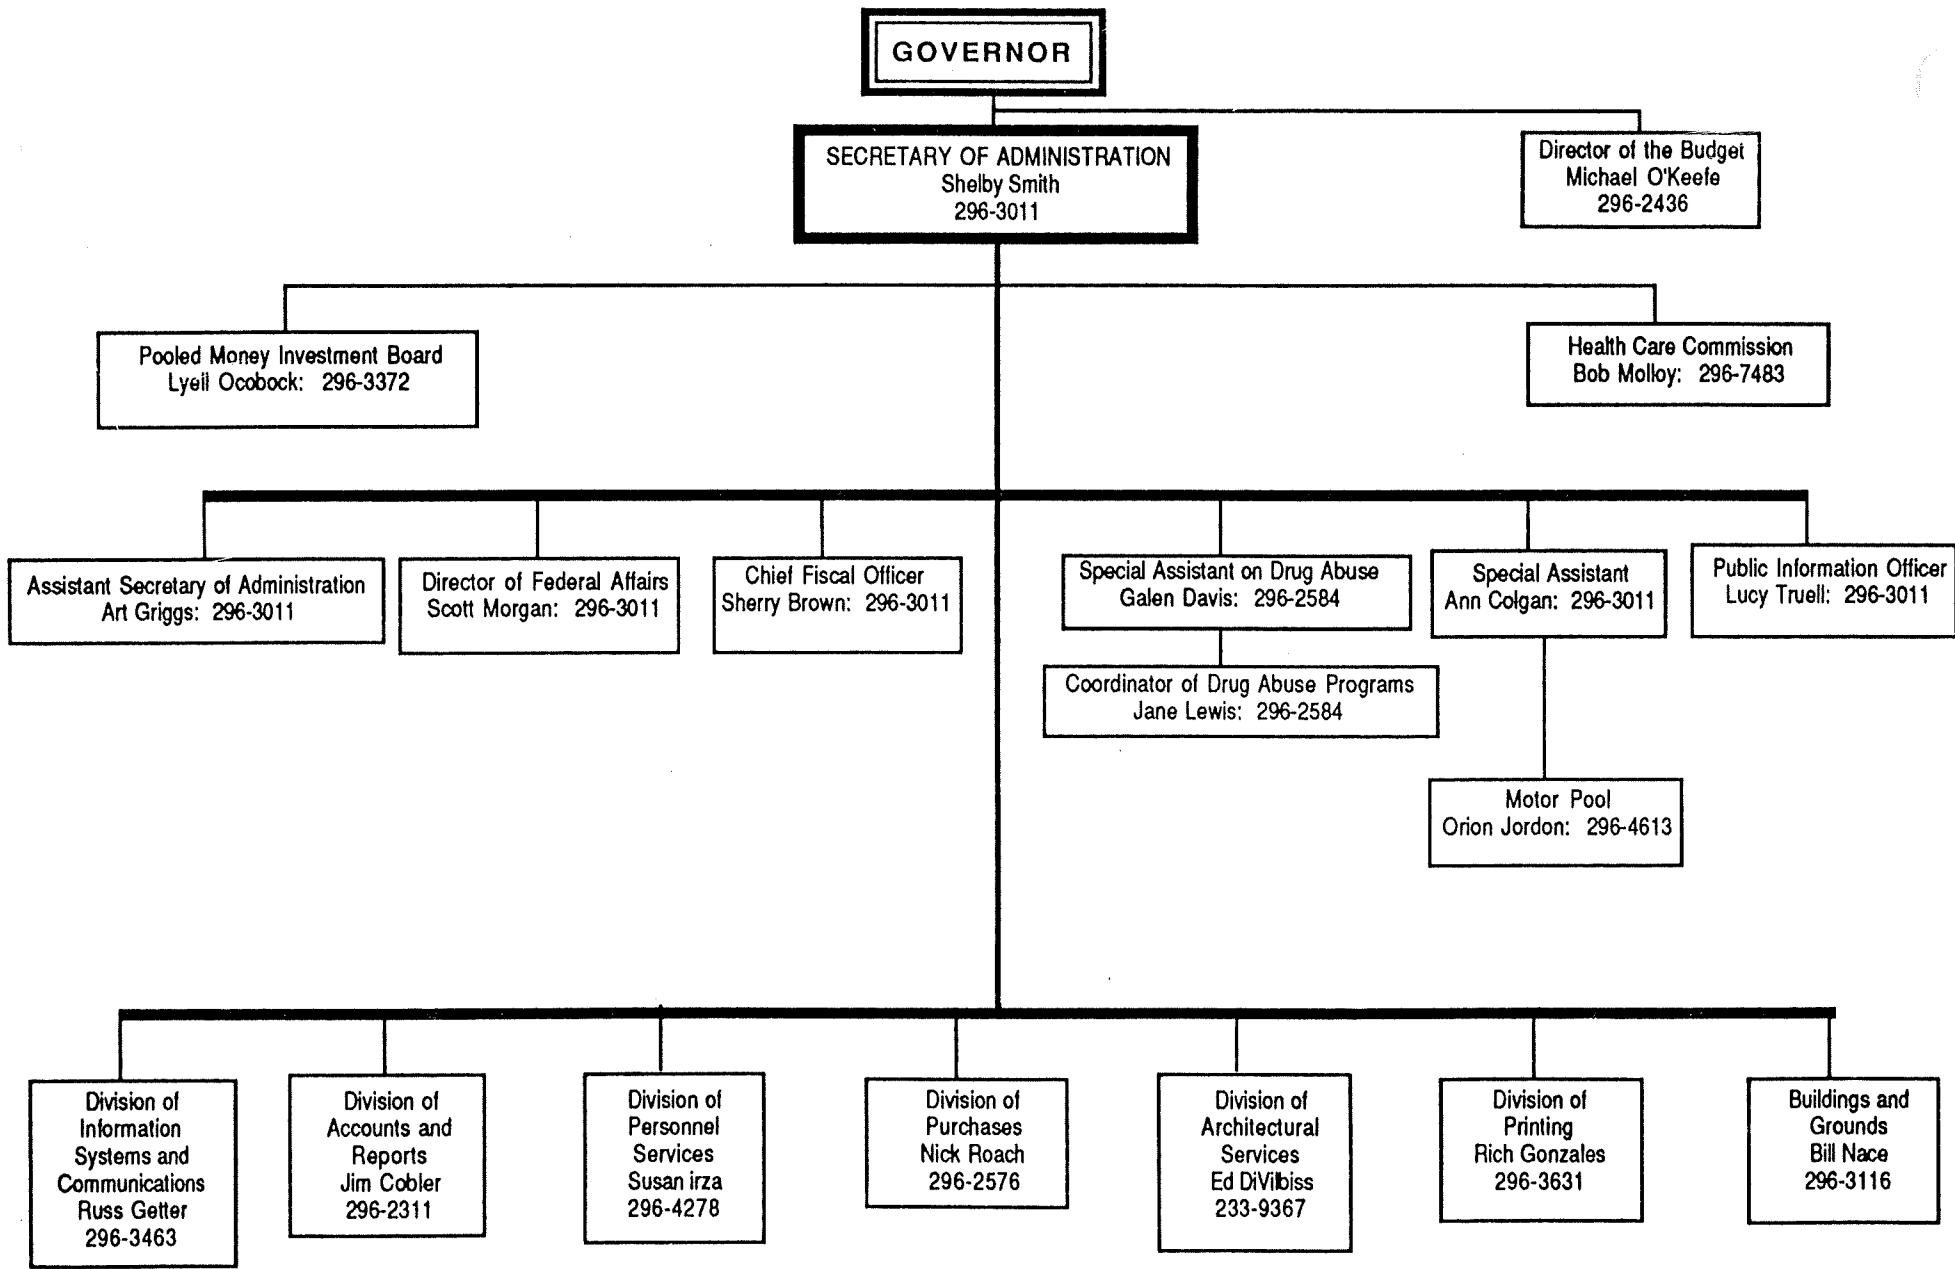 GOVERNOR
SECRETARY OF ADMINISTRATION
Shelby Smith
296-3011
Director of the Budget
Michael O'Keefe
296-2436
Pooled Money Investment Board
Lyell Ocobock: 296-3372
Health Care Commission
Bob Molloy: 296-7483
Assistant Secretary of Administration
Art Griggs: 296-3011
Director of Federal Affairs
Scott Morgan: 296-3011
Chief Fiscal Officer
Sherry Brown: 296-3011
Special Assistant on Drug Abuse
Galen Davis: 296-2584
Special Assistant
Ann Colgan: 296-3011
Public Information Officer
Lucy Truell: 296-3011
Coordinator of Drug Abuse Programs
Jane Lewis: 296-2584
Motor Pool
Orion Jordon: 296-4613
Division of
Information
Systems and
Communications
Russ Getter
296-3463
Division of
Accounts and
Reports
Jim Cobler
296-2311
Division of
Personnel
Services
Susan irza
296-4278
Division of
Purchases
Nick Roach
296-2576
Division of
Architectural
Services
Ed DiVilbiss
233-9367
Division of
Printing
Rich Gonzales
296-3631
Buildings and
Grounds
Bill Nace
296-3116